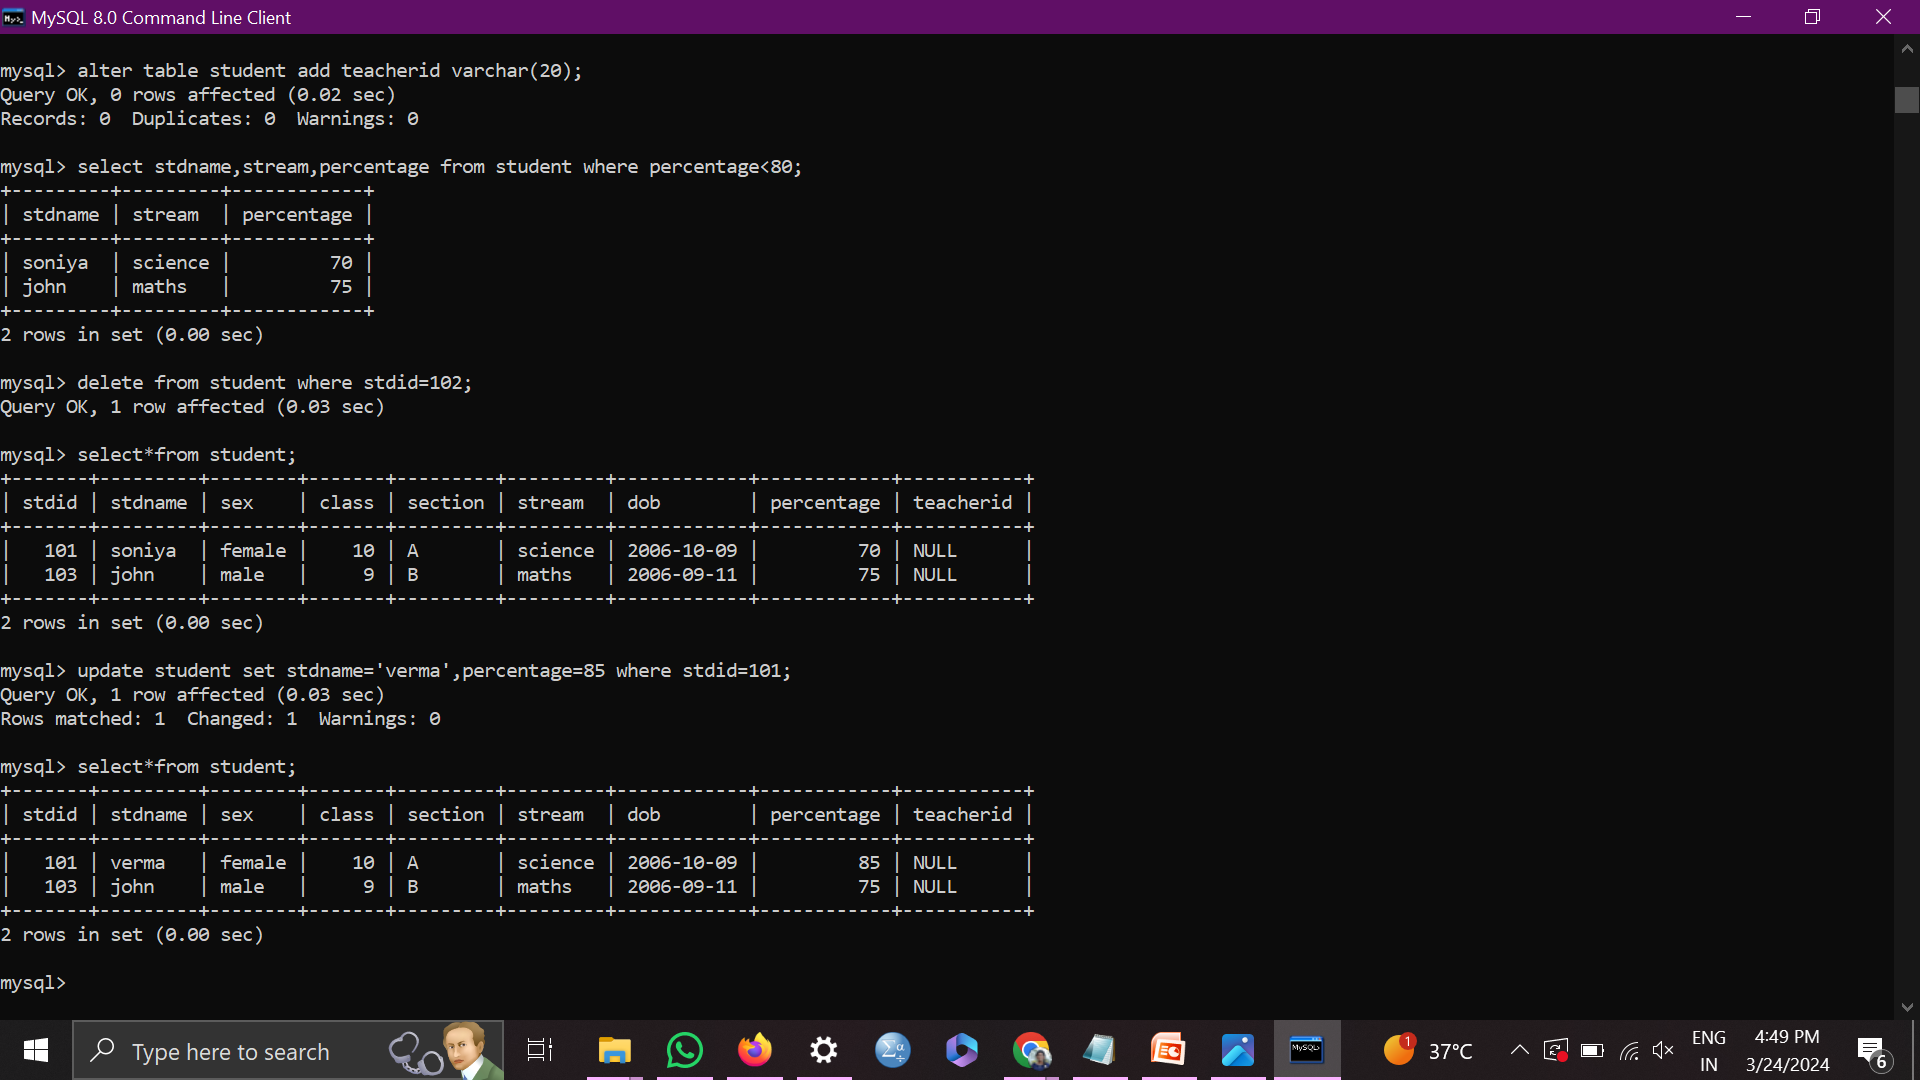 MySQL 8.0 Command Line Client
mysql> alter table student add teacherid varchar(20);
Query OK, 0 rows affected (0.02 sec)
Records: 0  Duplicates: 0  Warnings: 0
mysql> select stdname,stream,percentage from student where percentage<80;
+---------+---------+------------+
| stdname | stream  | percentage |
+---------+---------+------------+
| soniya  | science |         70 |
| john    | maths   |         75 |
+---------+---------+------------+
2 rows in set (0.00 sec)
mysql> delete from student where stdid=102;
Query OK, 1 row affected (0.03 sec)
mysql> select*from student;
+-------+---------+--------+-------+---------+---------+------------+------------+-----------+
| stdid | stdname | sex    | class | section | stream  | dob        | percentage | teacherid |
+-------+---------+--------+-------+---------+---------+------------+------------+-----------+
|   101 | soniya  | female |    10 | A       | science | 2006-10-09 |         70 | NULL      |
|   103 | john    | male   |     9 | B       | maths   | 2006-09-11 |         75 | NULL      |
+-------+---------+--------+-------+---------+---------+------------+------------+-----------+
2 rows in set (0.00 sec)
mysql> update student set stdname='verma',percentage=85 where stdid=101;
Query OK, 1 row affected (0.03 sec)
Rows matched: 1  Changed: 1  Warnings: 0
mysql> select*from student;
+-------+---------+--------+-------+---------+---------+------------+------------+-----------+
| stdid | stdname | sex    | class | section | stream  | dob        | percentage | teacherid |
+-------+---------+--------+-------+---------+---------+------------+------------+-----------+
|   101 | verma   | female |    10 | A       | science | 2006-10-09 |         85 | NULL      |
|   103 | john    | male   |     9 | B       | maths   | 2006-09-11 |         75 | NULL      |
+-------+---------+--------+-------+---------+---------+------------+------------+-----------+
2 rows in set (0.00 sec)
mysql>
Type here to search
MySQL
1
37°C
ENG
IN
4:49 PM
3/24/2024
6